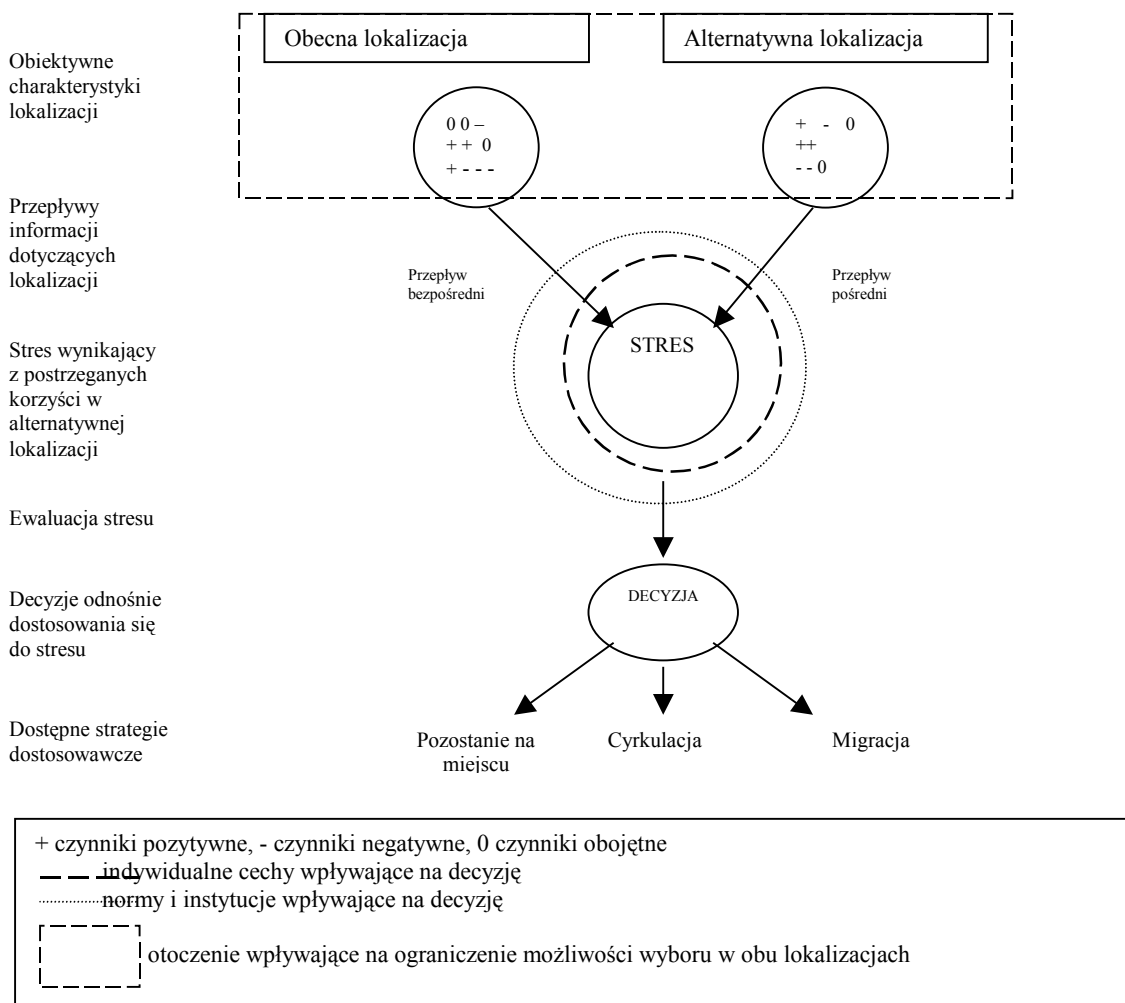 Obecna lokalizacja
Alternatywna lokalizacja
Obiektywne
charakterystyki
lokalizacji
0 0 –
+ + 0
+ - - -
+ - 0
++
- - 0
Przepływy
informacji
dotyczących
lokalizacji
Przepływ
bezpośredni
Przepływ
pośredni
Stres wynikający
z postrzeganych
korzyści w
alternatywnej
lokalizacji
STRES
Ewaluacja stresu
Decyzje odnośnie
dostosowania się
do stresu
DECYZJA
Dostępne strategie
dostosowawcze
Pozostanie na
miejscu
Cyrkulacja
Migracja
+ czynniki pozytywne, - czynniki negatywne, 0 czynniki obojętne
indywidualne cechy wpływające na decyzję
normy i instytucje wpływające na decyzję
otoczenie wpływające na ograniczenie możliwości wyboru w obu lokalizacjach